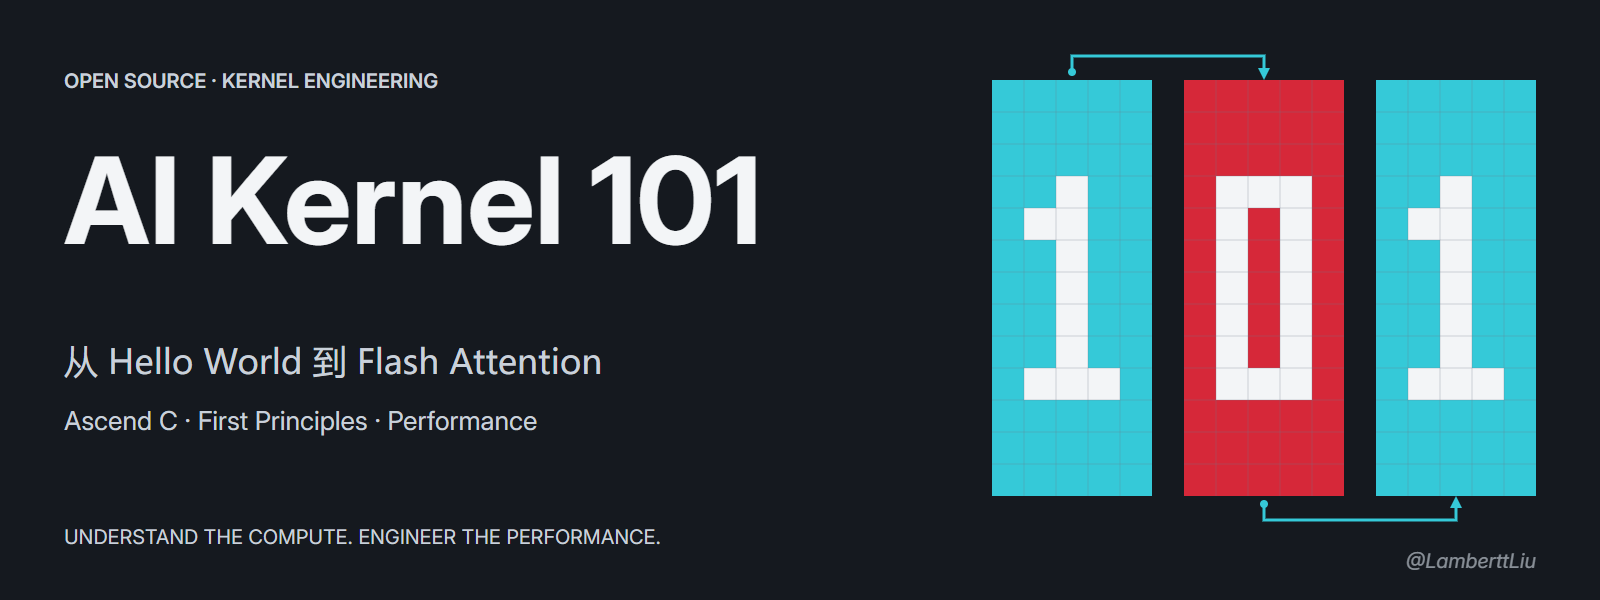 OPEN SOURCE · KERNEL ENGINEERING
AI Kernel 101
从 Hello World 到 Flash Attention
Ascend C · First Principles · Performance
UNDERSTAND THE COMPUTE. ENGINEER THE PERFORMANCE.
1 0 1
@LamberttLiu